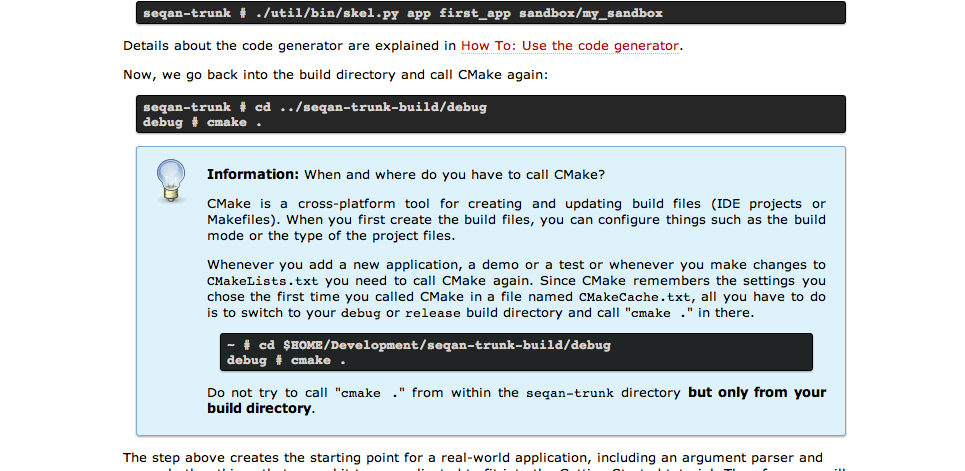 seqan-trunk # ./util/bin/skel.py app first_app sandbox/my_sandbox
Details about the code generator are explained in How To: Use the code generator.
Now, we go back into the build directory and call CMake again:
seqan-trunk # cd ../seqan-trunk-build/debug
debug # cmake .
Information: When and where do you have to call CMake?
CMake is a cross-platform tool for creating and updating build files (IDE projects or
Makefiles). When you first create the build files, you can configure things such as the build
mode or the type of the project files.
Whenever you add a new application, a demo or a test or whenever you make changes to
CMakeLists.txt you need to call CMake again. Since CMake remembers the settings you
chose the first time you called CMake in a file named CMakeCache.txt, all you have to do
is to switch to your debug or release build directory and call "cmake ." in there.
~ # cd $HOME/Development/seqan-trunk-build/debug
debug # cmake .
Do not try to call "cmake ." from within the seqan-trunk directory but only from your
build directory.
The step above creates the starting point for a real-world application, including an argument parser and